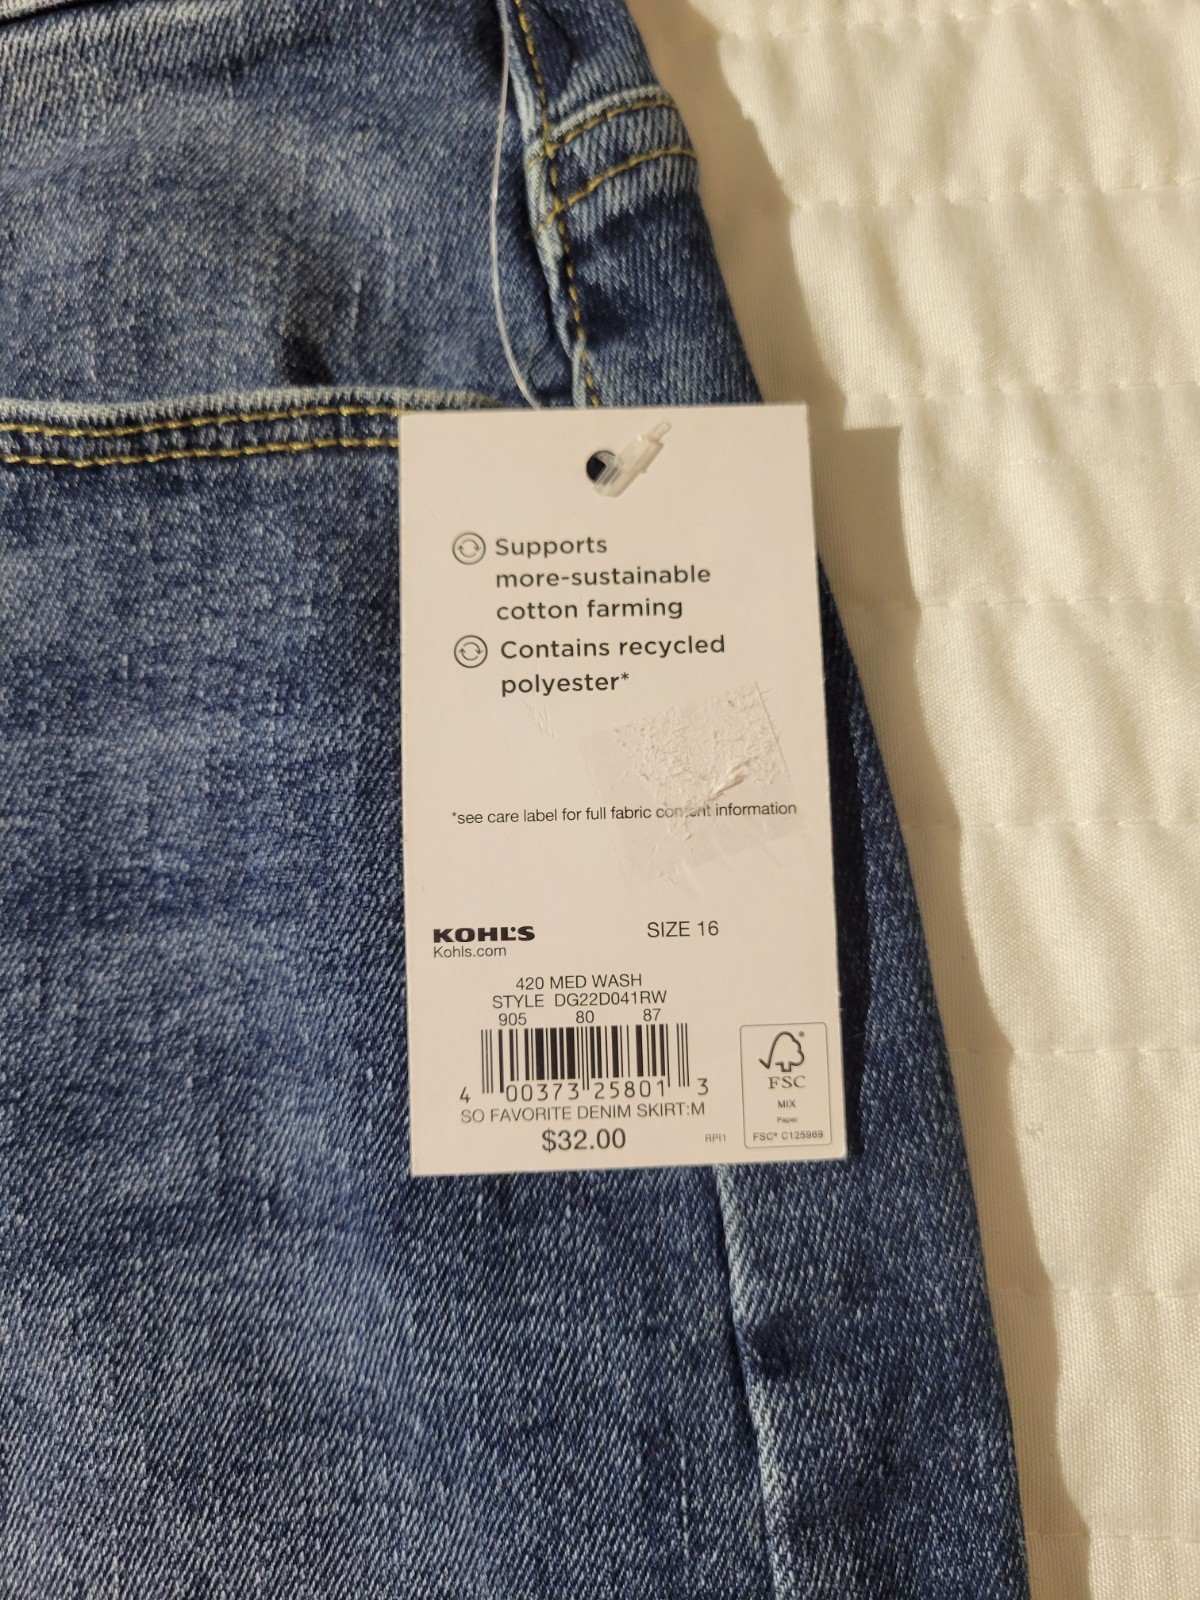 Supports
more-sustainable
cotton farming
Contains recycled
polyester*
*see care label for full fabric content information
KOHL'S
SIZE 16
Kohls.com
420 MED WASH
STYLE DG22D041RW
905 80 87
4 00373 25801 3
SO FAVORITE DENIM SKIRT:M
$32.00
RPI1
FSC®
MIX
Paper
FSC® C125969